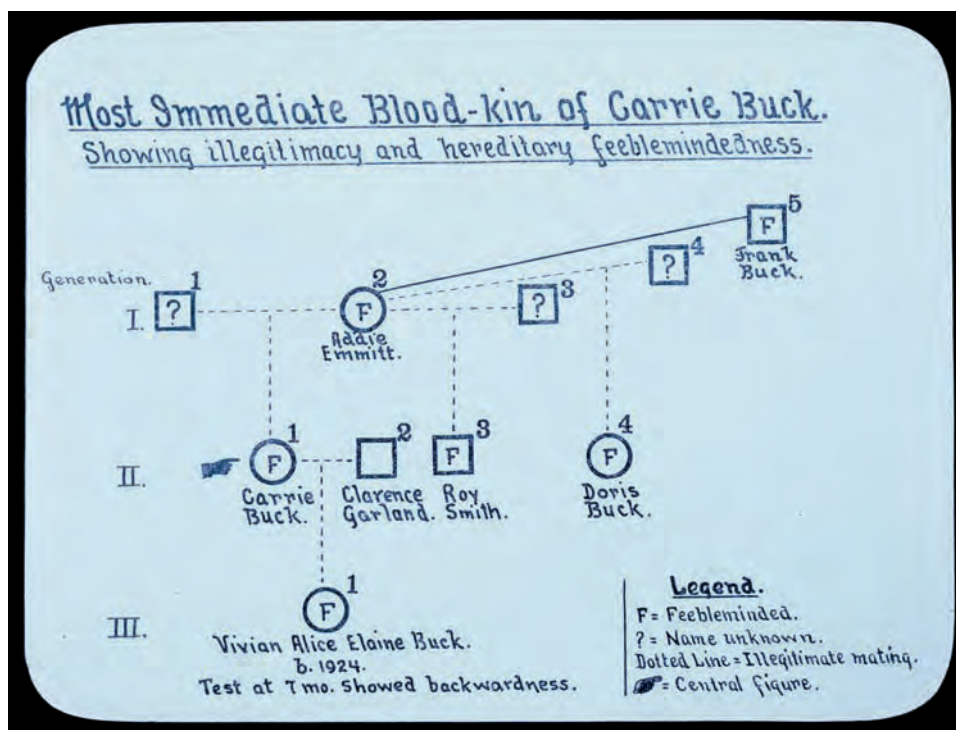 Most Immediate Blood-kin of Carrie Buck.
Showing illegitimacy and hereditary feeblemindedness.
5
F
Frank
Buck.
4
?
Generation.
I.
1
?
2
F
Addie
Emmitt.
3
?
II.
1
F
Carrie
Buck.
2
Clarence
Garland.
3
F
Roy
Smith.
4
F
Doris
Buck.
III.
1
F
Vivian Alice Elaine Buck.
b. 1924.
Test at 7 mo. Showed backwardness.
Legend.
F = Feebleminded.
? = Name unknown.
Dotted Line = Illegitimate mating.
= Central figure.